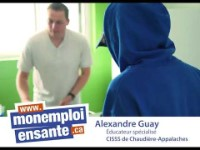 www.
monemploi
ensante.ca
Alexandre Guay
Éducateur spécialisé
CISSS de Chaudière-Appalaches